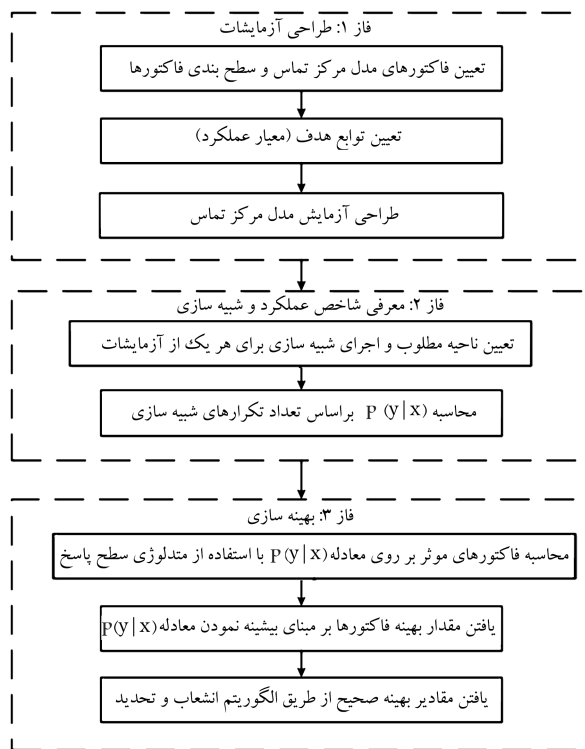 فاز ۱: طراحی آزمایشات
تعیین فاکتورهای مدل مرکز تماس و سطح بندی فاکتورها
تعیین توابع هدف (معیار عملکرد)
طراحی آزمایش مدل مرکز تماس
فاز ۲: معرفی شاخص عملکرد و شبیه سازی
تعیین ناحیه مطلوب و اجرای شبیه سازی برای هر یک از آزمایشات
محاسبه P (y|x) براساس تعداد تکرارهای شبیه سازی
فاز ۳: بهینه سازی
محاسبه فاکتورهای موثر بر روی معادله P(y|x) با استفاده از متدلوژی سطح پاسخ
یافتن مقدار بهینه فاکتورها بر مبنای بیشینه نمودن معادله P(y|x)
یافتن مقادیر بهینه صحیح از طریق الگوریتم انشعاب و تحدید